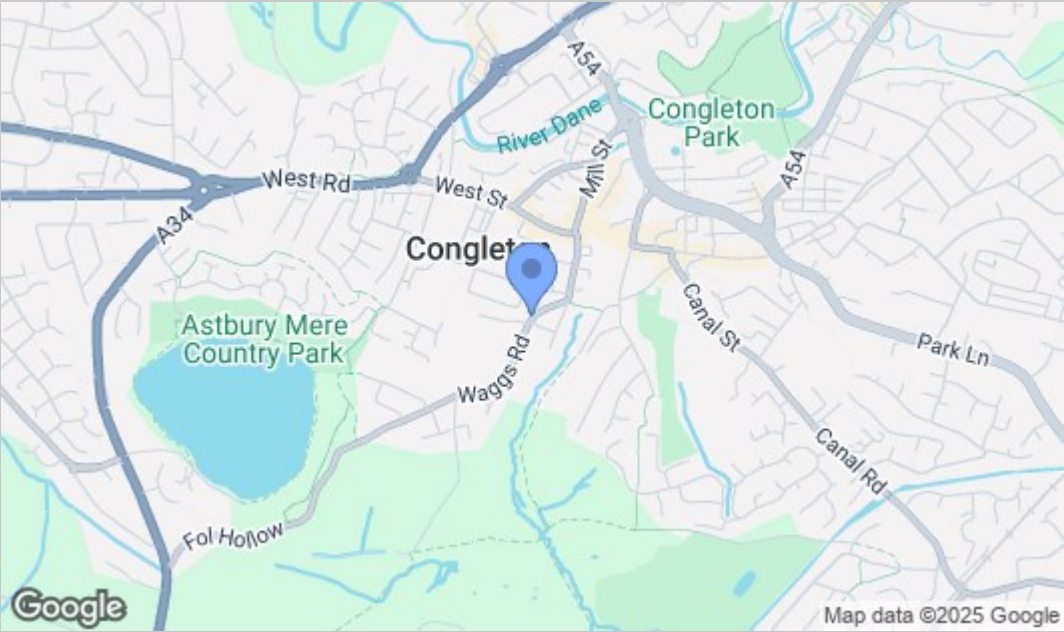 A54
River Dane
Congleton
Park
Mill St
A54
West Rd
West St
A34
Congleton
Canal St
Astbury Mere
Country Park
Park Ln
Waggs Rd
Canal Rd
Fol Hollow
Google
Map data ©2025 Google